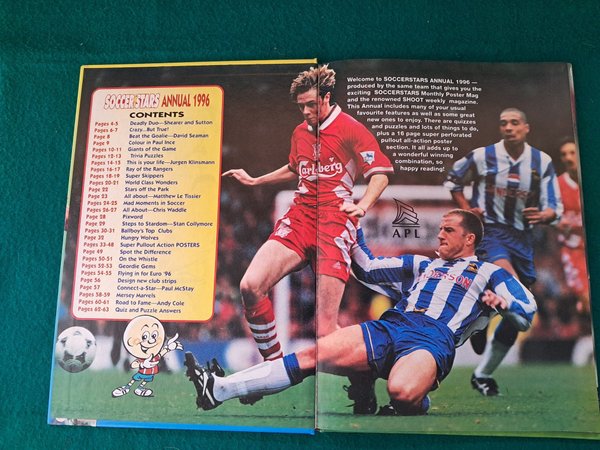 SOCCER STARS ANNUAL 1996
CONTENTS
Pages 4-5 Deadly Duo—Shearer and Sutton
Pages 6-7 Crazy...But True!
Page 8 Beat the Goalie—David Seaman
Page 9 Colour in Paul Ince
Pages 10-11 Giants of the Game
Pages 12-13 Trivia Puzzles
Pages 14-15 This is your life—Jurgen Klinsmann
Pages 16-17 Ray of the Rangers
Pages 18-19 Super Skippers
Pages 20-21 World Class Wonders
Page 22 Stars off the Park
Page 23 All about—Matthew Le Tissier
Pages 24-25 Mad Moments in Soccer
Pages 26-27 All About—Chris Waddle
Page 28 Pixword
Page 29 Steps to Stardom—Stan Collymore
Pages 30-31 Ballboy's Top Clubs
Page 32 Hungry Wolves
Pages 33-48 Super Pullout Action POSTERS
Page 49 Spot the Difference
Pages 50-51 On the Whistle
Pages 52-53 Geordie Gems
Pages 54-55 Flying in for Euro '96
Page 56 Design new club strips
Page 57 Connect-a-Star—Paul McStay
Pages 58-59 Mersey Marvels
Pages 60-61 Road to Fame—Andy Cole
Pages 62-63 Quiz and Puzzle Answers
Welcome to SOCCERSTARS ANNUAL 1996 —
produced by the same team that gives you the
exciting SOCCERSTARS Monthly Poster Mag
and the renowned SHOOT weekly magazine.
This Annual includes many of your usual
favourite features as well as some great
new ones to enjoy. There are quizzes
and puzzles and lots of things to do,
plus a 16 page super perforated
pullout all-action poster
section. It all adds up to
a wonderful winning
combination, so
happy reading!
Carlsberg
APL